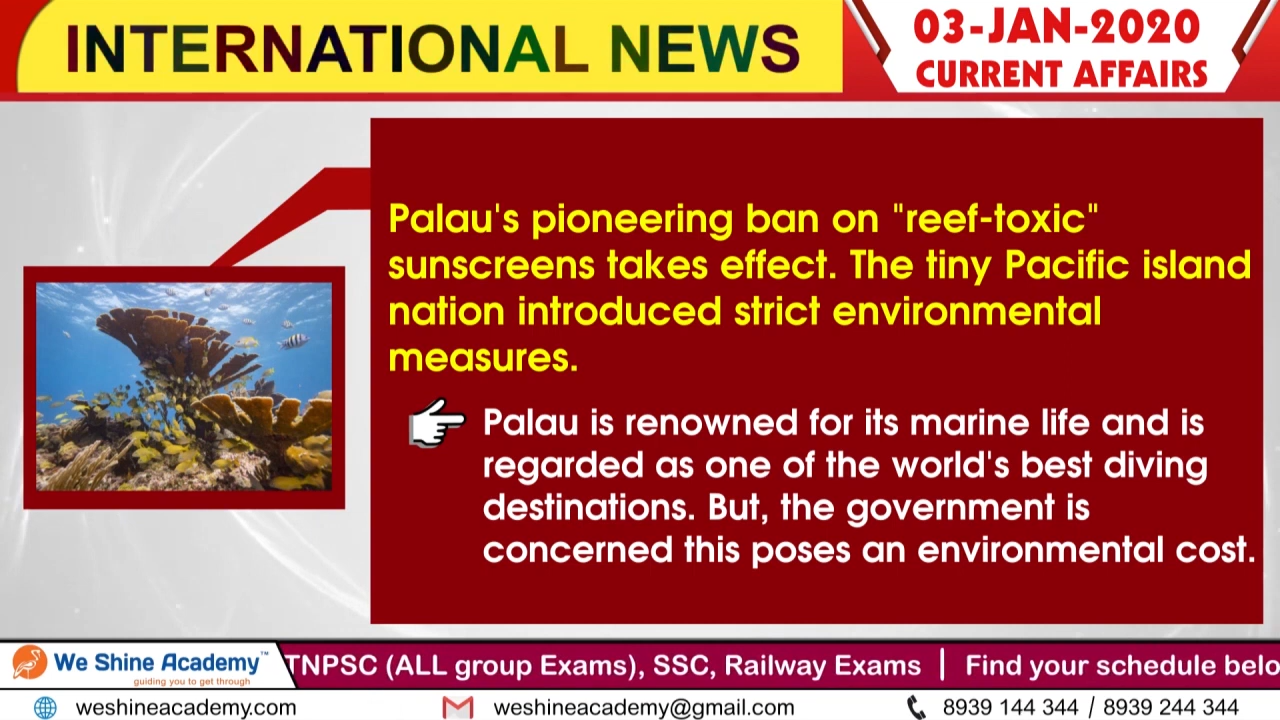 INTERNATIONAL NEWS
03-JAN-2020
CURRENT AFFAIRS
Palau's pioneering ban on "reef-toxic"
sunscreens takes effect. The tiny Pacific island
nation introduced strict environmental
measures.
Palau is renowned for its marine life and is
regarded as one of the world's best diving
destinations. But, the government is
concerned this poses an environmental cost.
We Shine Academy™
guiding you to get through
TNPSC (ALL group Exams), SSC, Railway Exams | Find your schedule belo
weshineacademy.com
weshineacademy@gmail.com
8939 144 344 / 8939 244 344